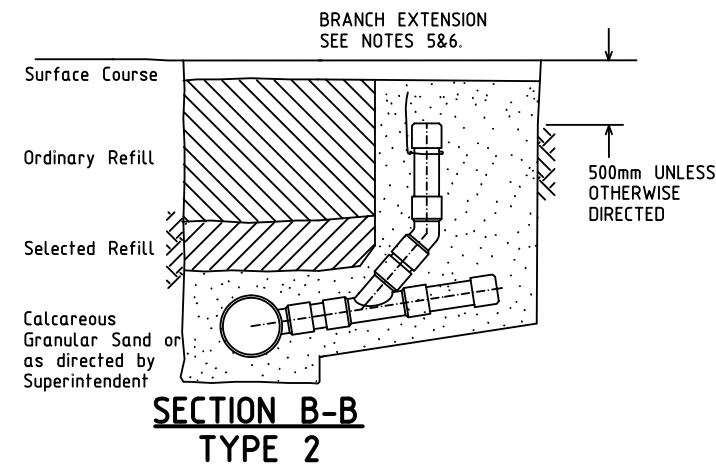 BRANCH EXTENSION
SEE NOTES 5&6.
Surface Course
Ordinary Refill
500mm UNLESS
OTHERWISE
DIRECTED
Selected Refill
Calcareous
Granular Sand or
as directed by
Superintendent
SECTION B-B
TYPE 2